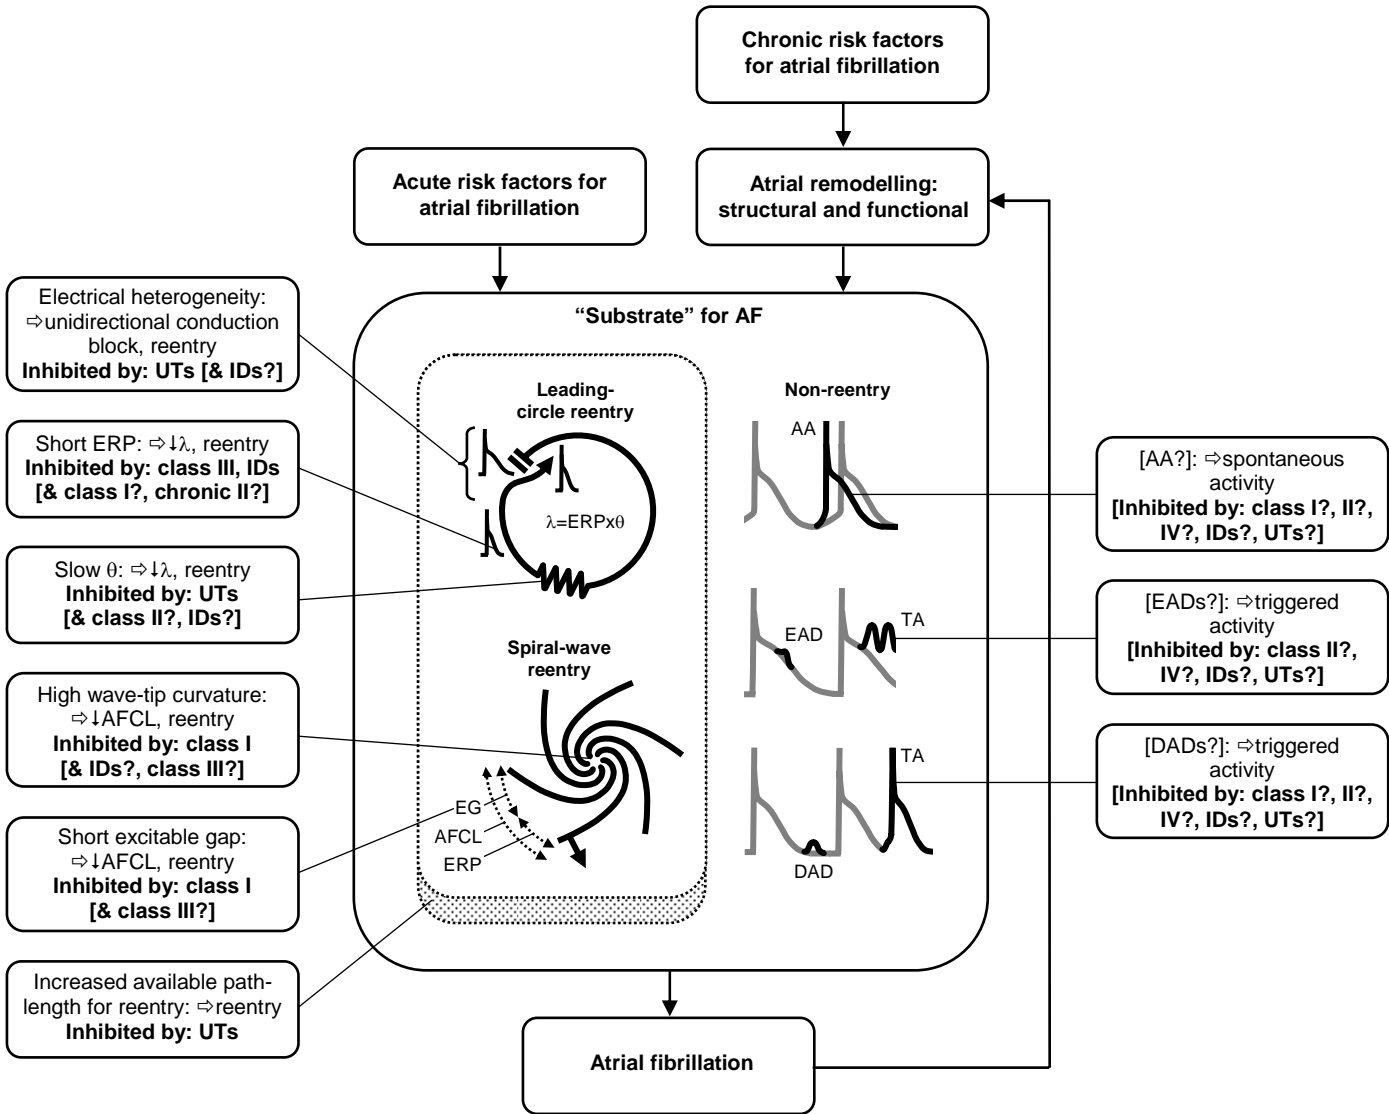 Chronic risk factors
for atrial fibrillation
Acute risk factors for
atrial fibrillation
Atrial remodelling:
structural and functional
“Substrate” for AF
Electrical heterogeneity:
⇨unidirectional conduction
block, reentry
Inhibited by: UTs [& IDs?]
Short ERP: ⇨↓λ, reentry
Inhibited by: class III, IDs
[& class I?, chronic II?]
Slow θ: ⇨↓λ, reentry
Inhibited by: UTs
[& class II?, IDs?]
High wave-tip curvature:
⇨↓AFCL, reentry
Inhibited by: class I
[& IDs?, class III?]
Short excitable gap:
⇨↓AFCL, reentry
Inhibited by: class I
[& class III?]
Increased available path-
length for reentry: ⇨reentry
Inhibited by: UTs
Leading-
circle reentry
λ=ERPxθ
Spiral-wave
reentry
EG
AFCL
ERP
Non-reentry
AA
EAD
TA
TA
DAD
[AA?]: ⇨spontaneous
activity
[Inhibited by: class I?, II?,
IV?, IDs?, UTs?]
[EADs?]: ⇨triggered
activity
[Inhibited by: class II?,
IV?, IDs?, UTs?]
[DADs?]: ⇨triggered
activity
[Inhibited by: class I?, II?,
IV?, IDs?, UTs?]
Atrial fibrillation